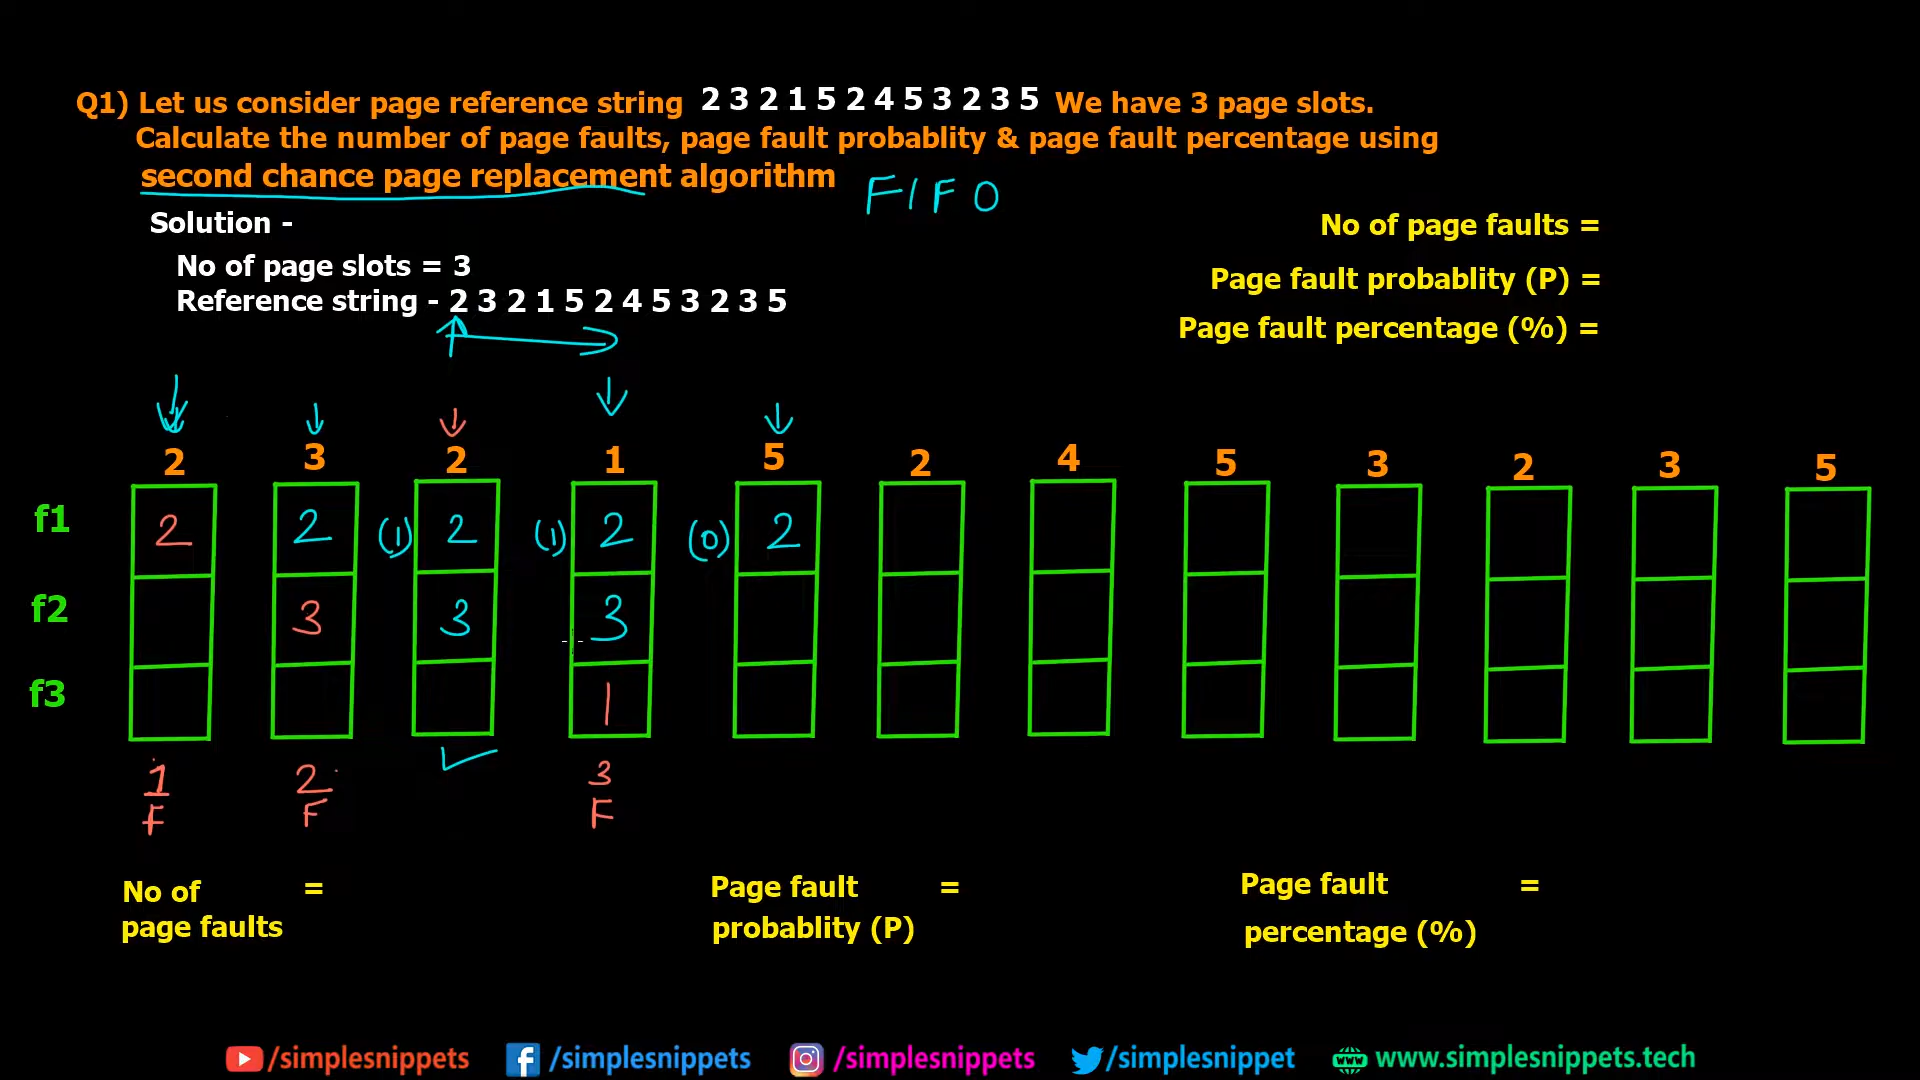 Q1) Let us consider page reference string 2 3 2 1 5 2 4 5 3 2 3 5 We have 3 page slots.
Calculate the number of page faults, page fault probablity & page fault percentage using
second chance page replacement algorithm FIFO
Solution -
No of page slots = 3
Reference string - 2 3 2 1 5 2 4 5 3 2 3 5
No of page faults =
Page fault probablity (P) =
Page fault percentage (%) =
2 3 2 1 5 2 4 5 3 2 3 5
f1 2 2 (1) 2 (1) 2 (0) 2
f2 3 3 3
f3 1
1 2 3
F F F
No of =
page faults
Page fault =
probablity (P)
Page fault =
percentage (%)
/simplesnippets /simplesnippets /simplesnippets /simplesnippet www.simplesnippets.tech